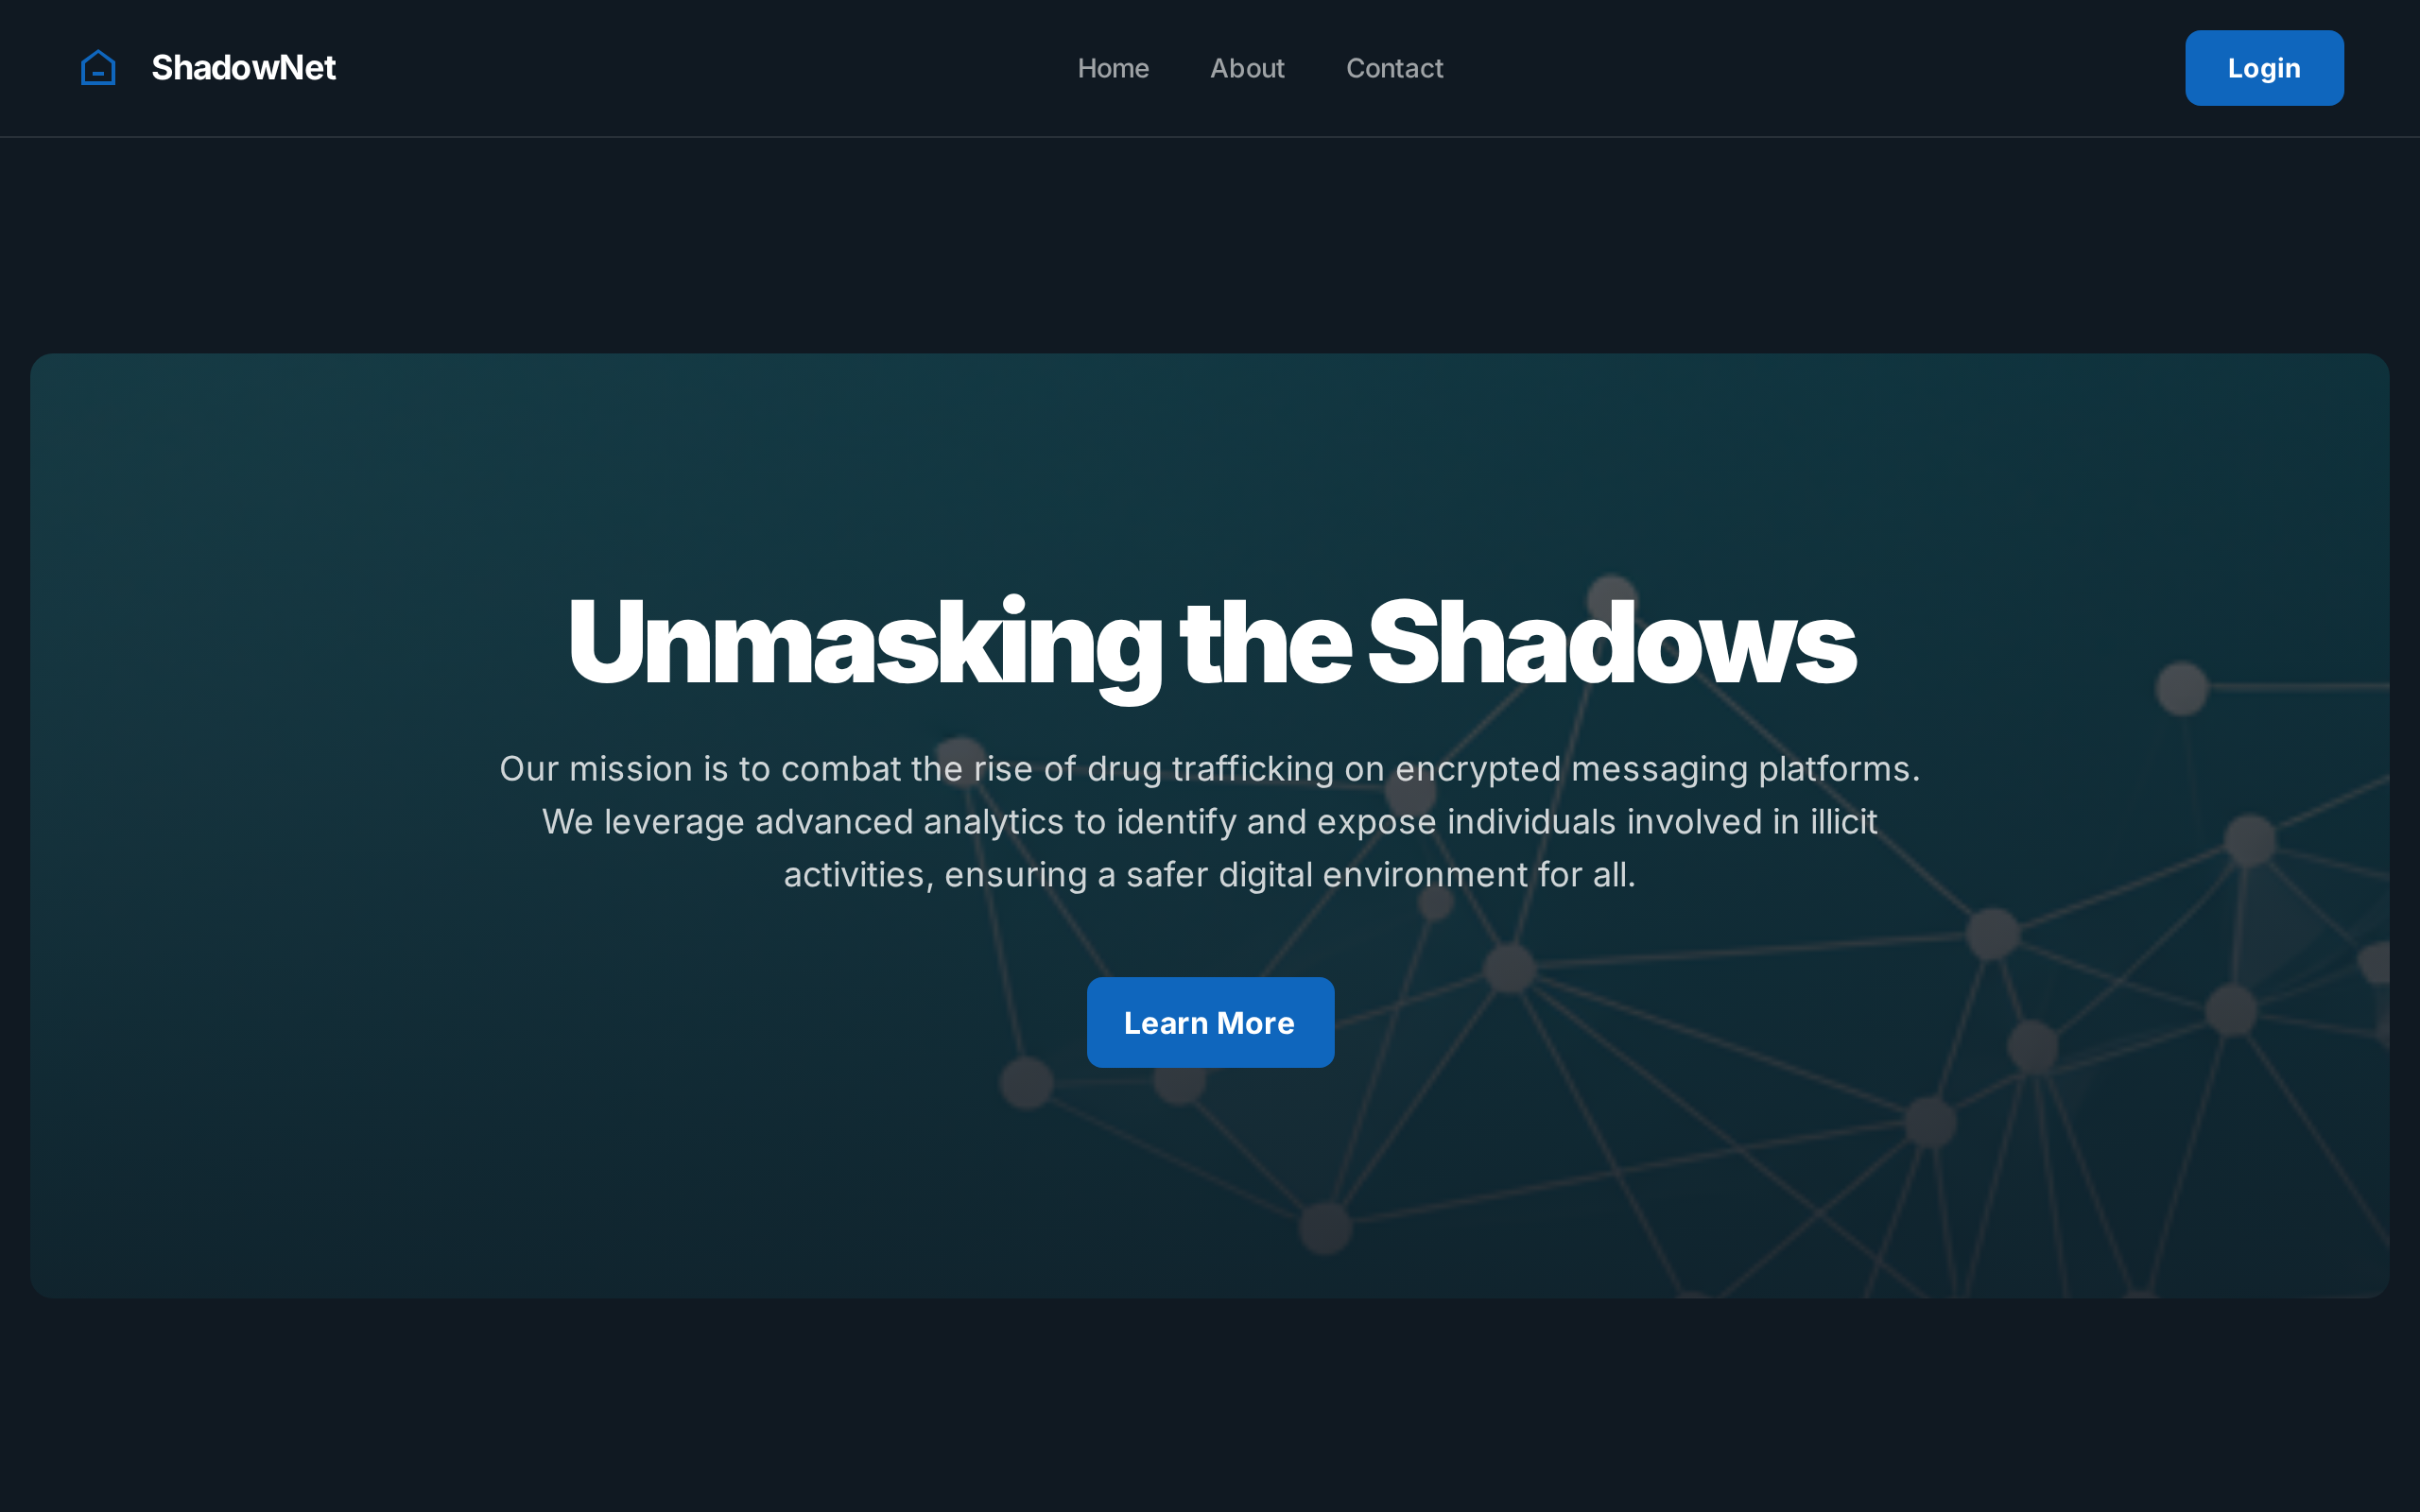 ShadowNet
Home About Contact
Login
Unmasking the Shadows
Our mission is to combat the rise of drug trafficking on encrypted messaging platforms.
We leverage advanced analytics to identify and expose individuals involved in illicit
activities, ensuring a safer digital environment for all.
Learn More